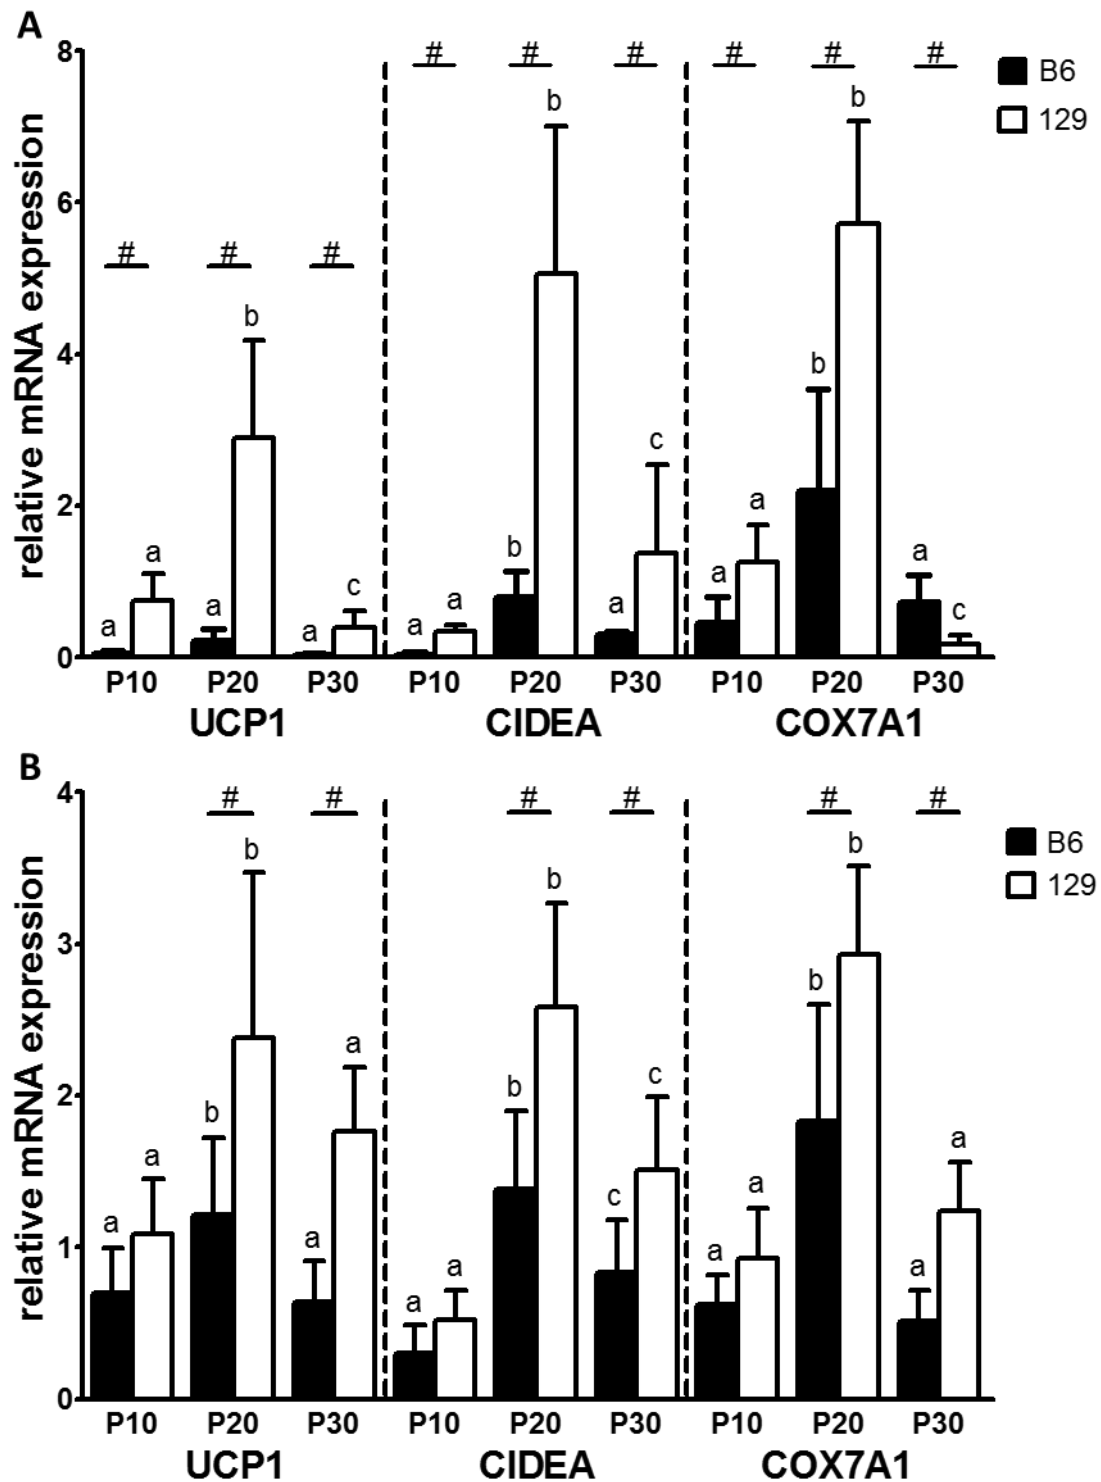 A
8
# # # # # #
B6
b b
129
6
# # #
b
relative mRNA expression
4
b
c
2
a b a
a a c a a a a a c
0
P10 P20 P30 P10 P20 P30 P10 P20 P30
UCP1 CIDEA COX7A1
B
4
# # # # # #
b b B6
b 129
3
relative mRNA expression
b
a
2
b b c
a c a a
1
a a a a a
a
0
P10 P20 P30 P10 P20 P30 P10 P20 P30
UCP1 CIDEA COX7A1